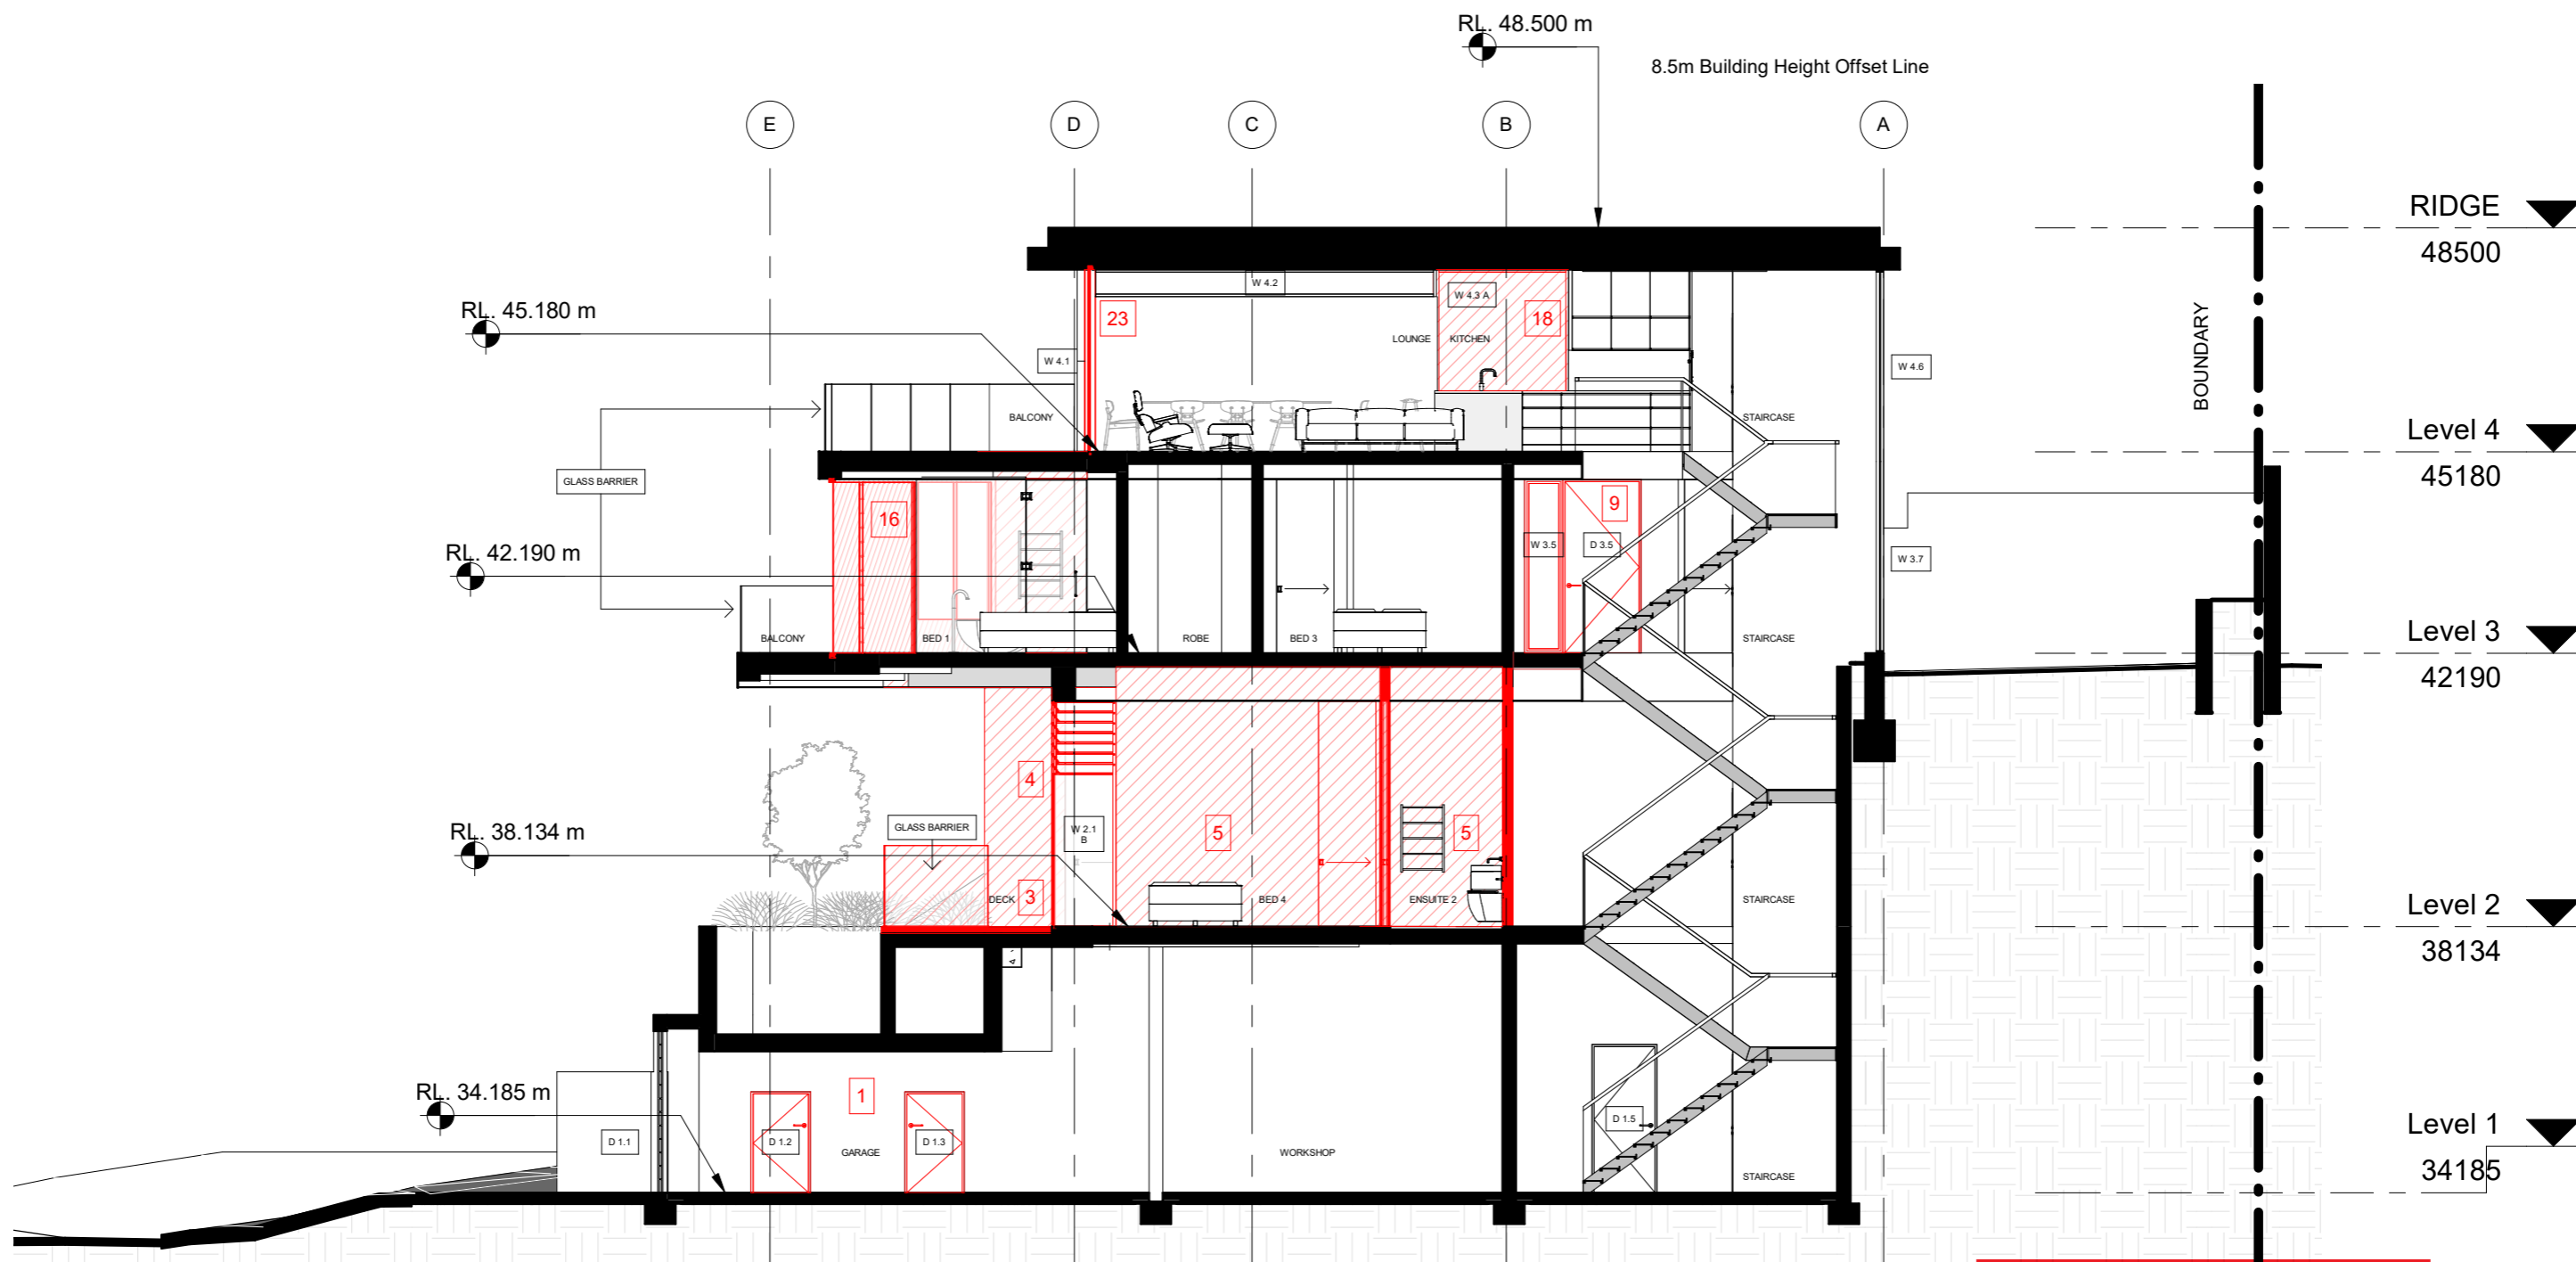 RL. 48.500 m
8.5m Building Height Offset Line
E
D
C
B
A
RIDGE
48500
W 4.2
W 4.3 A
RL. 45.180 m
23
18
LOUNGE
KITCHEN
W 4.1
W 4.6
BOUNDARY
BALCONY
STAIRCASE
Level 4
45180
GLASS BARRIER
16
9
RL. 42.190 m
W 3.5
D 3.5
W 3.7
BALCONY
BED 1
ROBE
BED 3
STAIRCASE
Level 3
42190
4
GLASS BARRIER
RL. 38.134 m
W 2.1
B
5
5
DECK
3
BED 4
ENSUITE 2
STAIRCASE
Level 2
38134
RL. 34.185 m
1
D 1.1
D 1.2
D 1.3
D 1.5
GARAGE
WORKSHOP
STAIRCASE
Level 1
34185